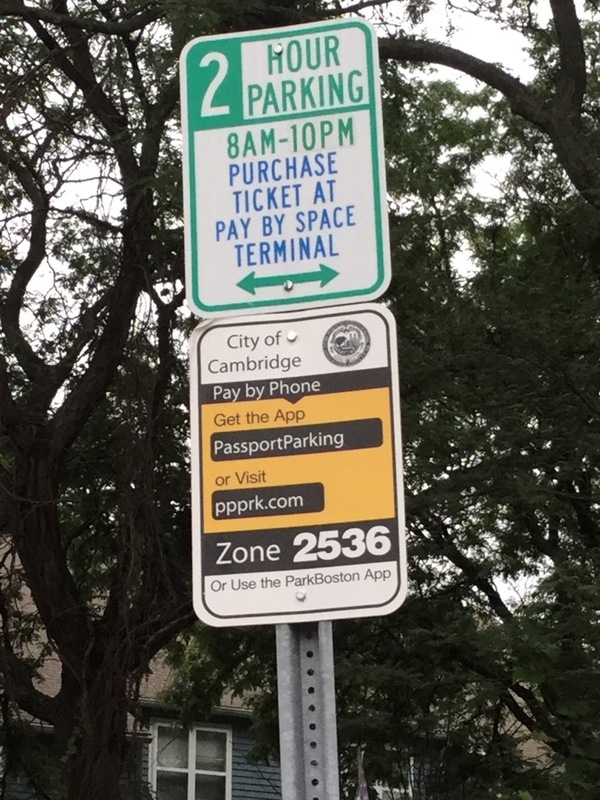 2 HOUR
PARKING
8AM-10PM
PURCHASE
TICKET AT
PAY BY SPACE
TERMINAL
City of
Cambridge
Pay by Phone
Get the App
PassportParking
or Visit
ppprk.com
Zone 2536
Or Use the ParkBoston App